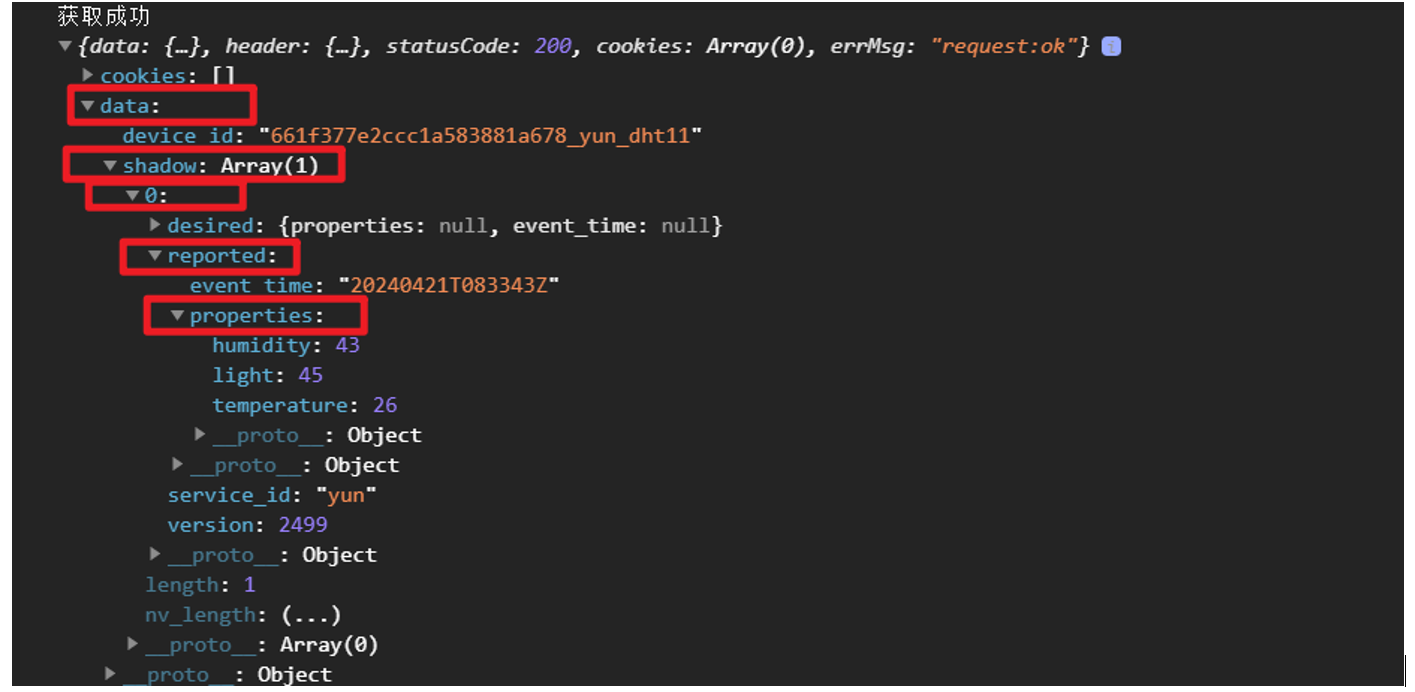 获取成功
▼{data: {…}, header: {…}, statusCode: 200, cookies: Array(0), errMsg: "request:ok"} i
▶cookies: []
▼data:
device_id: "661f377e2ccc1a583881a678_yun_dht11"
▼shadow: Array(1)
▼0:
▶desired: {properties: null, event_time: null}
▼reported:
event_time: "20240421T083343Z"
▼properties:
humidity: 43
light: 45
temperature: 26
▶__proto__: Object
▶__proto__: Object
service_id: "yun"
version: 2499
▶__proto__: Object
length: 1
nv_length: (...)
▶__proto__: Array(0)
▶__proto__: Object